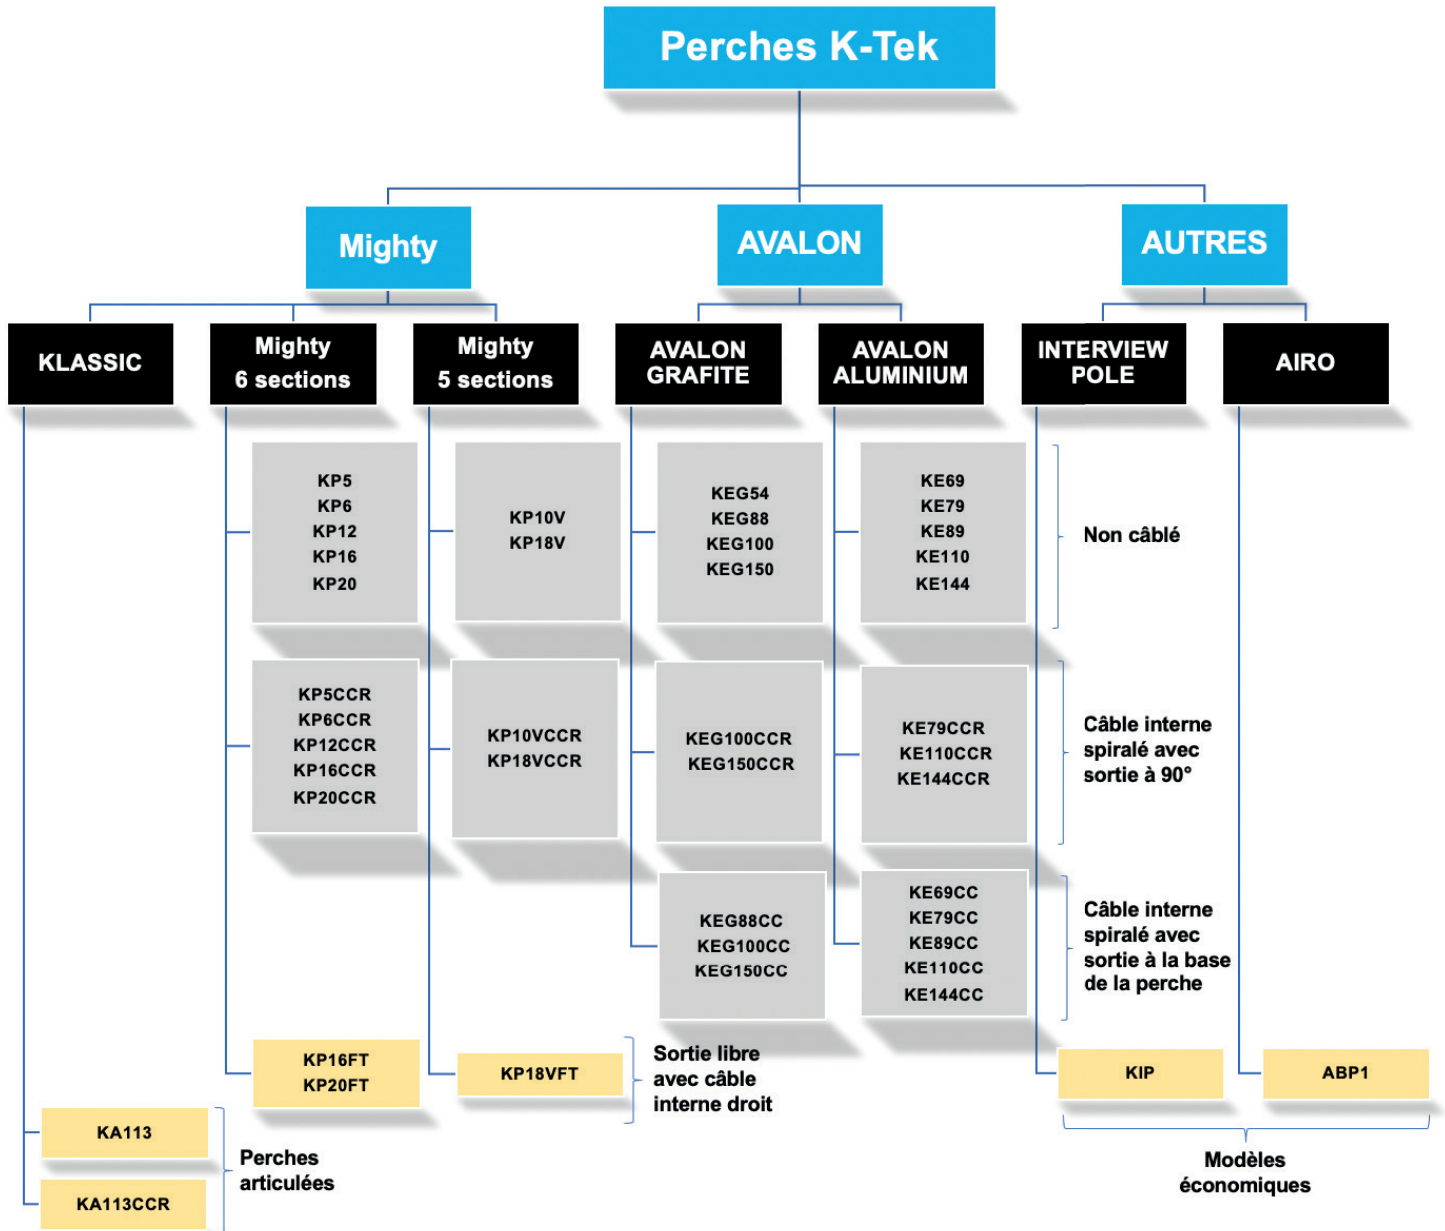 Perches K-Tek
Mighty
AVALON
AUTRES
KLASSIC
Mighty
6 sections
Mighty
5 sections
AVALON
GRAFITE
AVALON
ALUMINIUM
INTERVIEW
POLE
AIRO
KP5
KP6
KP12
KP16
KP20
KP10V
KP18V
KEG54
KEG88
KEG100
KEG150
KE69
KE79
KE89
KE110
KE144
Non câblé
KP5CCR
KP6CCR
KP12CCR
KP16CCR
KP20CCR
KP10VCCR
KP18VCCR
KEG100CCR
KEG150CCR
KE79CCR
KE110CCR
KE144CCR
Câble interne
spiralé avec
sortie à 90°
KEG88CC
KEG100CC
KEG150CC
KE69CC
KE79CC
KE89CC
KE110CC
KE144CC
Câble interne
spiralé avec
sortie à la base
de la perche
KP16FT
KP20FT
KP18VFT
Sortie libre
avec câble
interne droit
KIP
ABP1
KA113
KA113CCR
Perches
articulées
Modèles
économiques